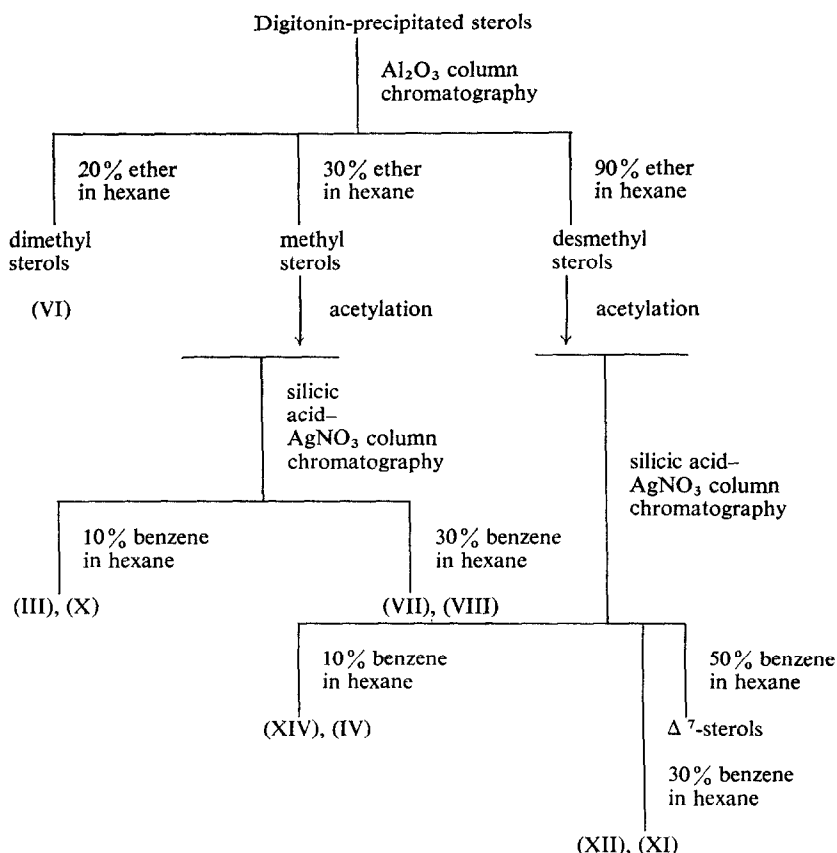 Digitonin-precipitated sterols
Al₂O₃ column
chromatography
20% ether
in hexane
30% ether
in hexane
90% ether
in hexane
dimethyl
sterols
methyl
sterols
desmethyl
sterols
(VI)
acetylation
acetylation
silicic
acid–
AgNO₃ column
chromatography
silicic acid–
AgNO₃ column
chromatography
10% benzene
in hexane
30% benzene
in hexane
(III), (X)
(VII), (VIII)
10% benzene
in hexane
50% benzene
in hexane
(XIV), (IV)
Δ⁷-sterols
30% benzene
in hexane
(XII), (XI)